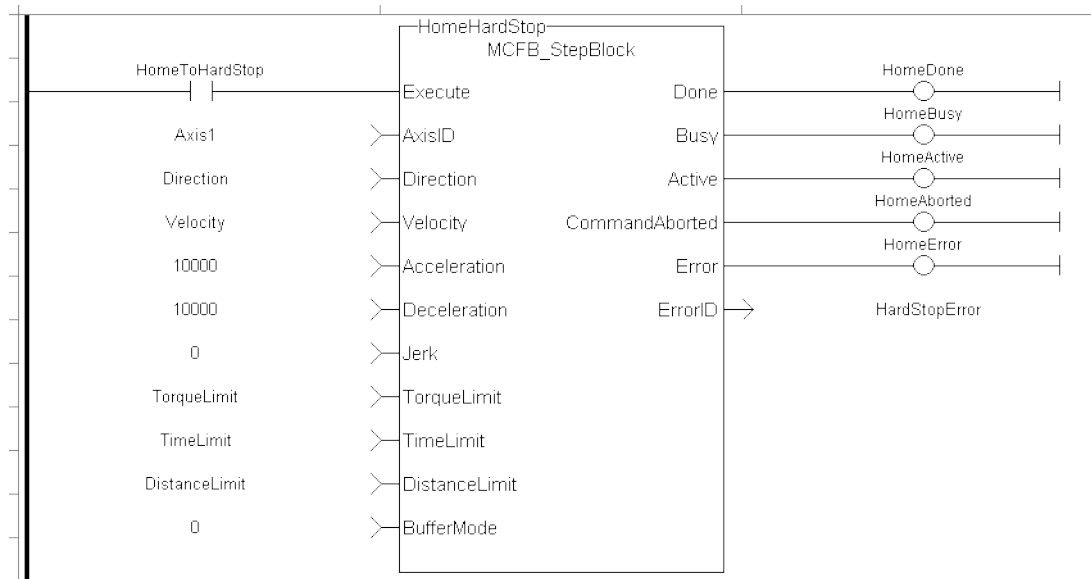 HomeHardStop
MCFB_StepBlock
HomeToHardStop
Execute
Done
HomeDone
Axis1
AxisID
Busy
HomeBusy
Direction
Direction
Active
HomeActive
Velocity
Velocity
CommandAborted
HomeAborted
10000
Acceleration
Error
HomeError
10000
Deceleration
ErrorID
HardStopError
0
Jerk
TorqueLimit
TorqueLimit
TimeLimit
TimeLimit
DistanceLimit
DistanceLimit
0
BufferMode